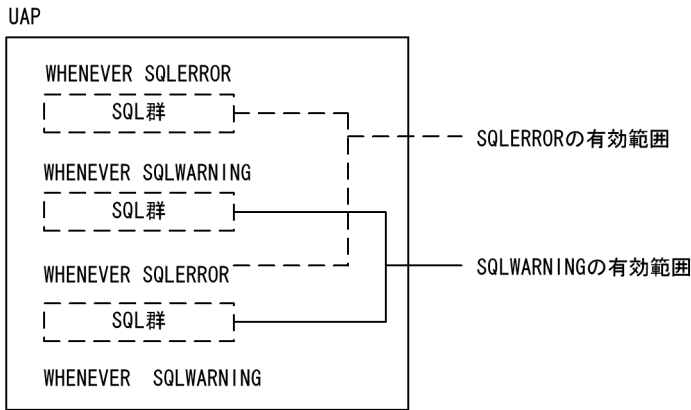 UAP
WHENEVER SQLERROR
SQL群
SQLERRORの有効範囲
WHENEVER SQLWARNING
SQL群
WHENEVER SQLERROR
SQLWARNINGの有効範囲
SQL群
WHENEVER SQLWARNING